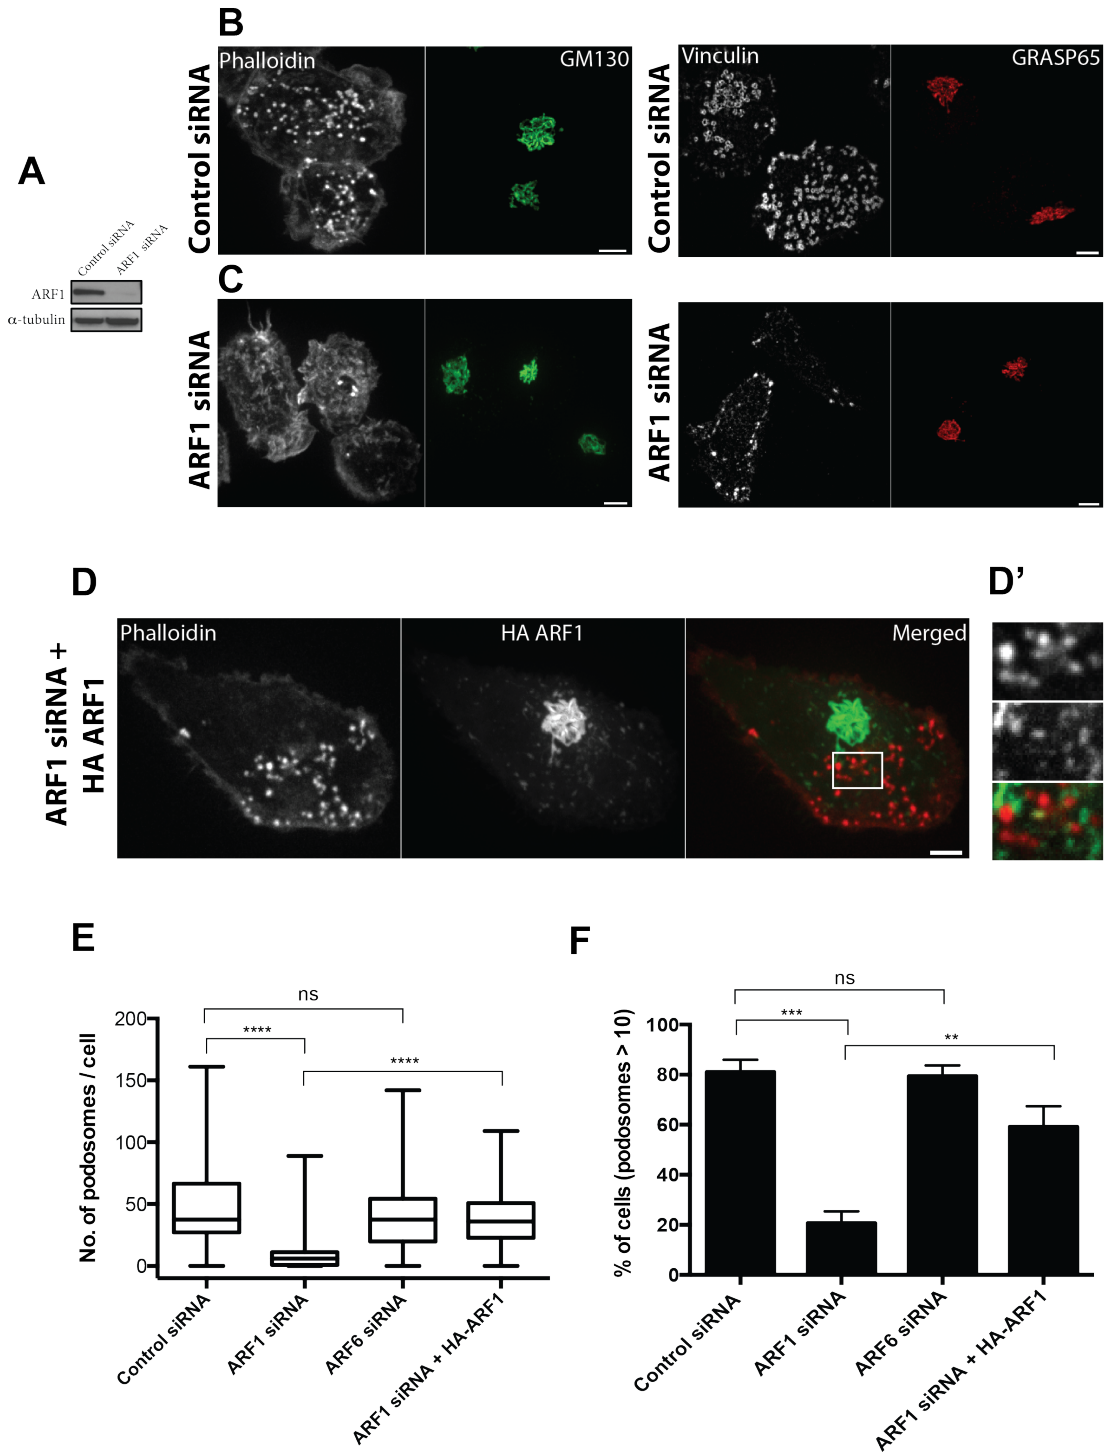 A
Control siRNA
ARF1 siRNA
ARF1
α-tubulin
B
Control siRNA
Phalloidin
GM130
Control siRNA
Vinculin
GRASP65
C
ARF1 siRNA
ARF1 siRNA
D
ARF1 siRNA +
HA ARF1
Phalloidin
HA ARF1
Merged
D’
E
No. of podosomes / cell
200
150
100
50
0
ns
****
****
Control siRNA
ARF1 siRNA
ARF6 siRNA
ARF1 siRNA + HA-ARF1
F
% of cells (podosomes > 10)
100
80
60
40
20
0
ns
***
**
Control siRNA
ARF1 siRNA
ARF6 siRNA
ARF1 siRNA + HA-ARF1